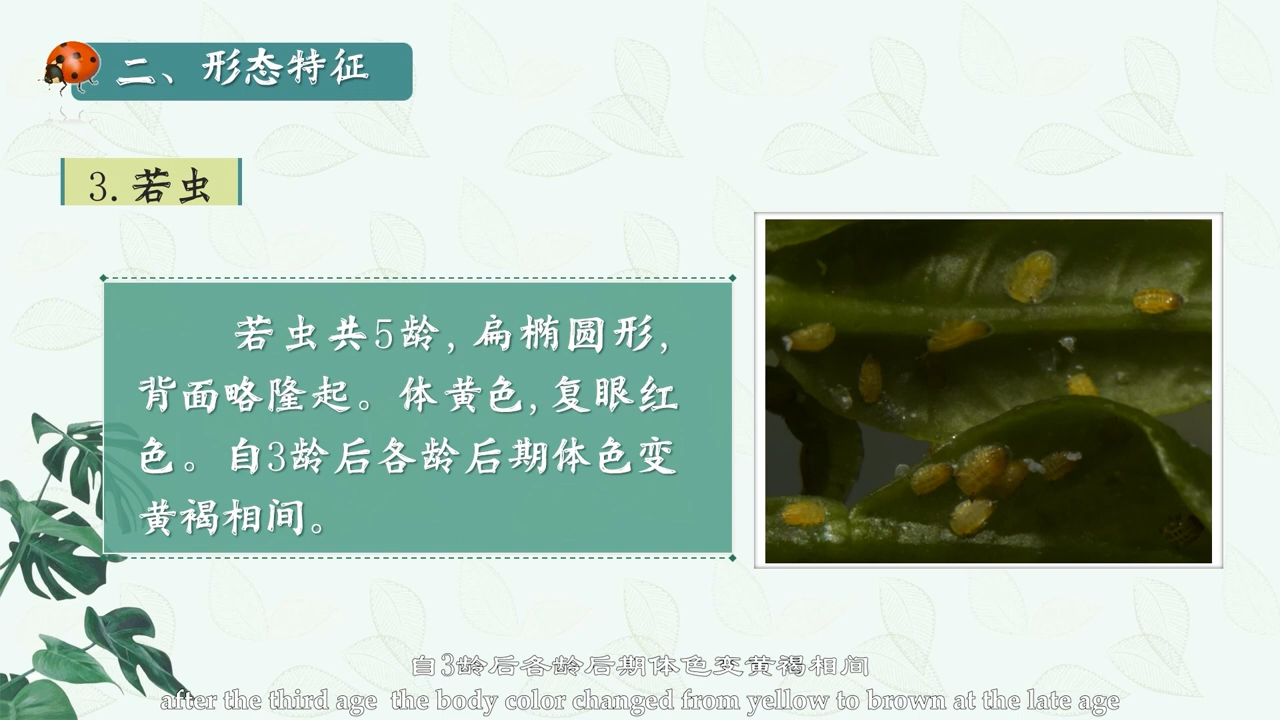 二、形态特征
3.若虫
若虫共5龄,扁椭圆形,
背面略隆起。体黄色,复眼红
色。自3龄后各龄后期体色变
黄褐相间。
自3龄后各龄后期体色变黄褐相间
after the third age the body color changed from yellow to brown at the late age